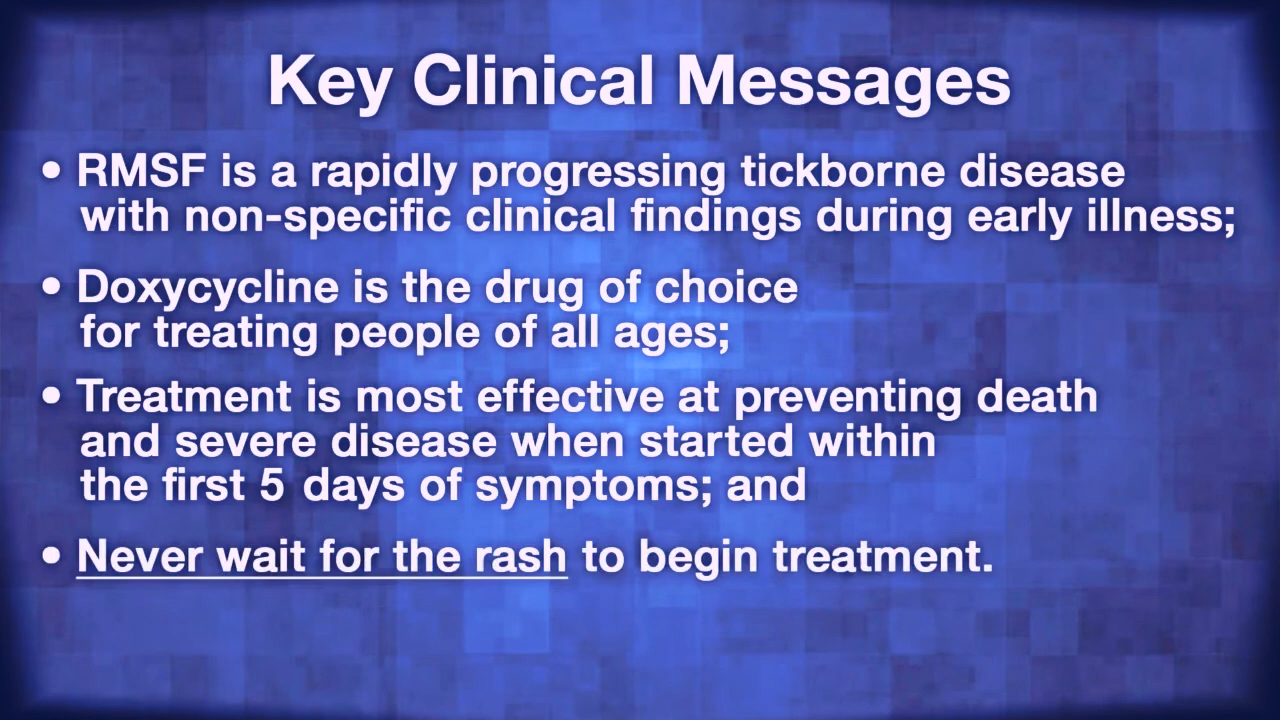 Key Clinical Messages
• RMSF is a rapidly progressing tickborne disease
with non-specific clinical findings during early illness;
• Doxycycline is the drug of choice
for treating people of all ages;
• Treatment is most effective at preventing death
and severe disease when started within
the first 5 days of symptoms; and
• Never wait for the rash to begin treatment.